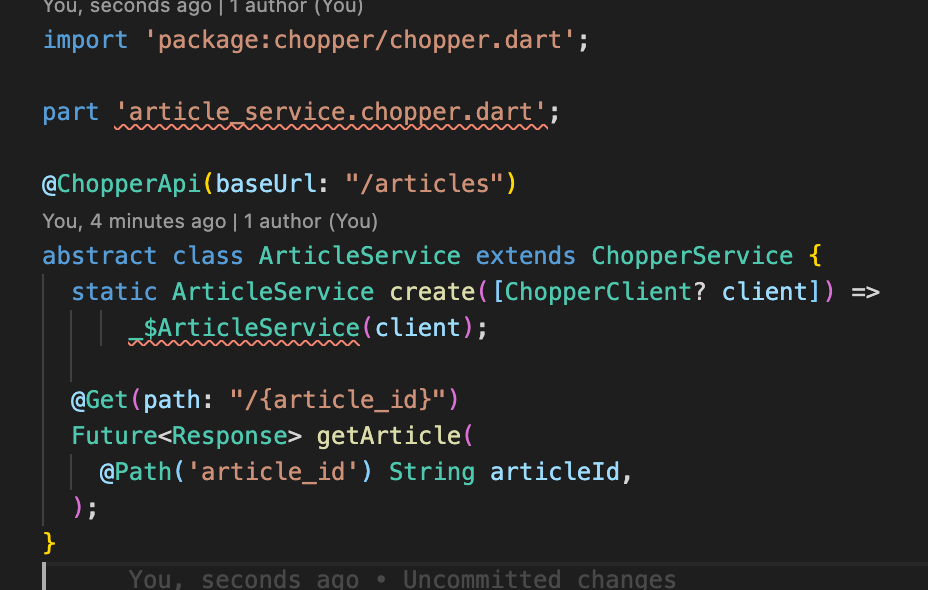 You, seconds ago | 1 author (You)
import 'package:chopper/chopper.dart';
part 'article_service.chopper.dart';
@ChopperApi(baseUrl: "/articles")
You, 4 minutes ago | 1 author (You)
abstract class ArticleService extends ChopperService {
static ArticleService create([ChopperClient? client]) =>
_$ArticleService(client);
@Get(path: "/{article_id}")
Future<Response> getArticle(
@Path('article_id') String articleId,
);
}
You, seconds ago • Uncommitted changes